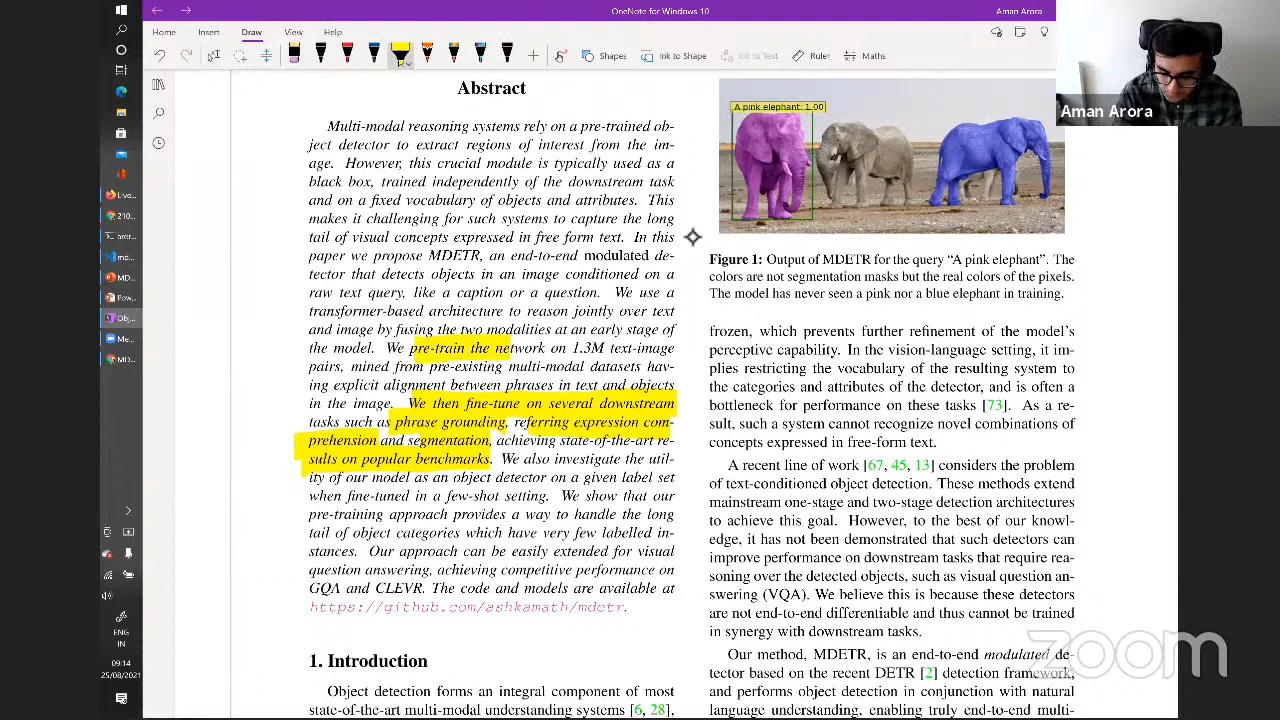 OneNote for Windows 10
Aman Arora
Home
Insert
Draw
View
Help
Shapes
Ink to Shape
Ink to Text
Ruler
Maths
Aman Arora
Abstract
Multi-modal reasoning systems rely on a pre-trained ob-
ject detector to extract regions of interest from the im-
age. However, this crucial module is typically used as a
black box, trained independently of the downstream task
and on a fixed vocabulary of objects and attributes. This
makes it challenging for such systems to capture the long
tail of visual concepts expressed in free form text. In this
paper we propose MDETR, an end-to-end modulated de-
tector that detects objects in an image conditioned on a
raw text query, like a caption or a question. We use a
transformer-based architecture to reason jointly over text
and image by fusing the two modalities at an early stage of
the model. We pre-train the network on 1.3M text-image
pairs, mined from pre-existing multi-modal datasets hav-
ing explicit alignment between phrases in text and objects
in the image. We then fine-tune on several downstream
tasks such as phrase grounding, referring expression com-
prehension and segmentation, achieving state-of-the-art re-
sults on popular benchmarks. We also investigate the util-
ity of our model as an object detector on a given label set
when fine-tuned in a few-shot setting. We show that our
pre-training approach provides a way to handle the long
tail of object categories which have very few labelled in-
stances. Our approach can be easily extended for visual
question answering, achieving competitive performance on
GQA and CLEVR. The code and models are available at
https://github.com/ashkamath/mdetr.
1. Introduction
Object detection forms an integral component of most
state-of-the-art multi-modal understanding systems [6, 28],
A pink elephant: 1.00
Figure 1: Output of MDETR for the query “A pink elephant”. The
colors are not segmentation masks but the real colors of the pixels.
The model has never seen a pink nor a blue elephant in training.
frozen, which prevents further refinement of the model’s
perceptive capability. In the vision-language setting, it im-
plies restricting the vocabulary of the resulting system to
the categories and attributes of the detector, and is often a
bottleneck for performance on these tasks [73]. As a re-
sult, such a system cannot recognize novel combinations of
concepts expressed in free-form text.
A recent line of work [67, 45, 13] considers the problem
of text-conditioned object detection. These methods extend
mainstream one-stage and two-stage detection architectures
to achieve this goal. However, to the best of our knowl-
edge, it has not been demonstrated that such detectors can
improve performance on downstream tasks that require rea-
soning over the detected objects, such as visual question an-
swering (VQA). We believe this is because these detectors
are not end-to-end differentiable and thus cannot be trained
in synergy with downstream tasks.
Our method, MDETR, is an end-to-end modulated de-
tector based on the recent DETR [2] detection framework,
and performs object detection in conjunction with natural
language understanding, enabling truly end-to-end multi-
zoom
Live
210
aror
md
MD
Pow
Obj
Me
MD
ENG
IN
09:14
25/08/2021